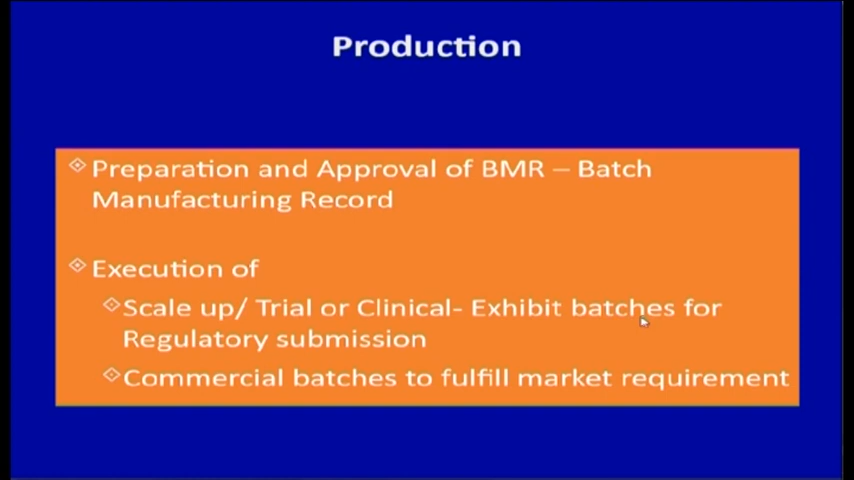 Production
Preparation and Approval of BMR – Batch
Manufacturing Record
Execution of
Scale up/ Trial or Clinical- Exhibit batches for
Regulatory submission
Commercial batches to fulfill market requirement